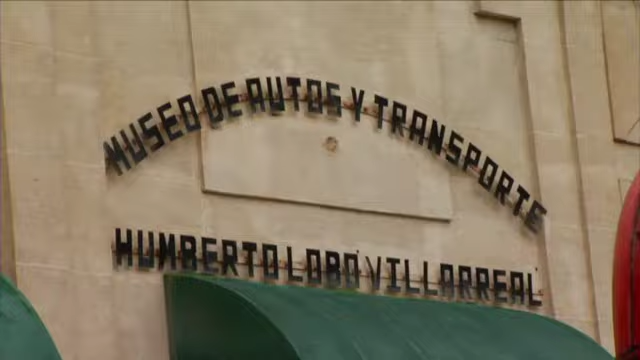 MUSEO DE AUTOS Y TRANSPORTE
HUMBERTO LOBO VILLARREAL